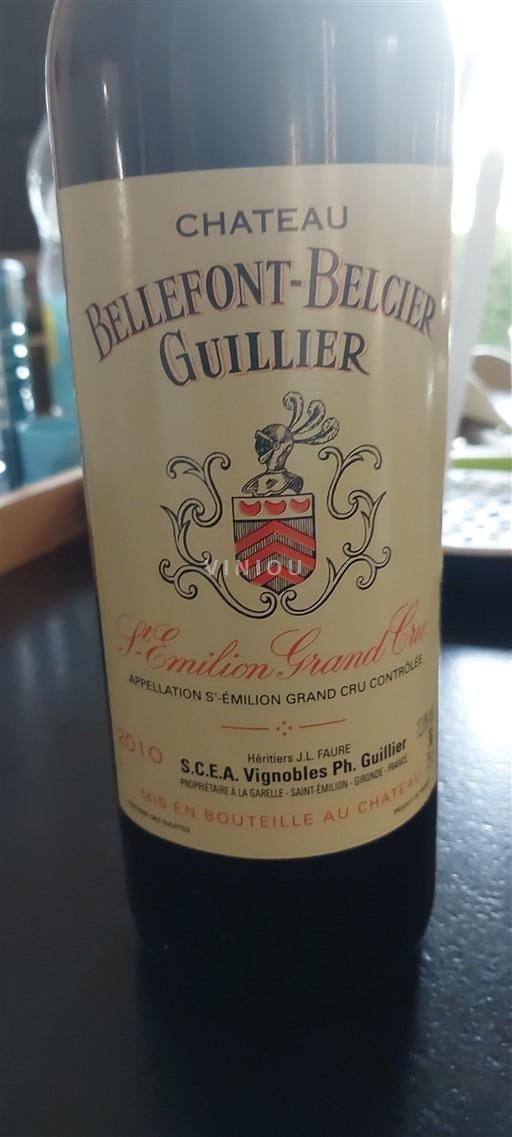 CHATEAU
BELLEFONT-BELCIER
GUILLIER
VINIOU
St-Emilion Grand Cru
APPELLATION St-ÉMILION GRAND CRU CONTRÔLÉE
2010
Héritiers J.L. FAURE
S.C.E.A. Vignobles Ph. Guillier
PROPRIÉTAIRE À LA GARELLE - SAINT-ÉMILION - GIRONDE - FRANCE
MIS EN BOUTEILLE AU CHATEAU